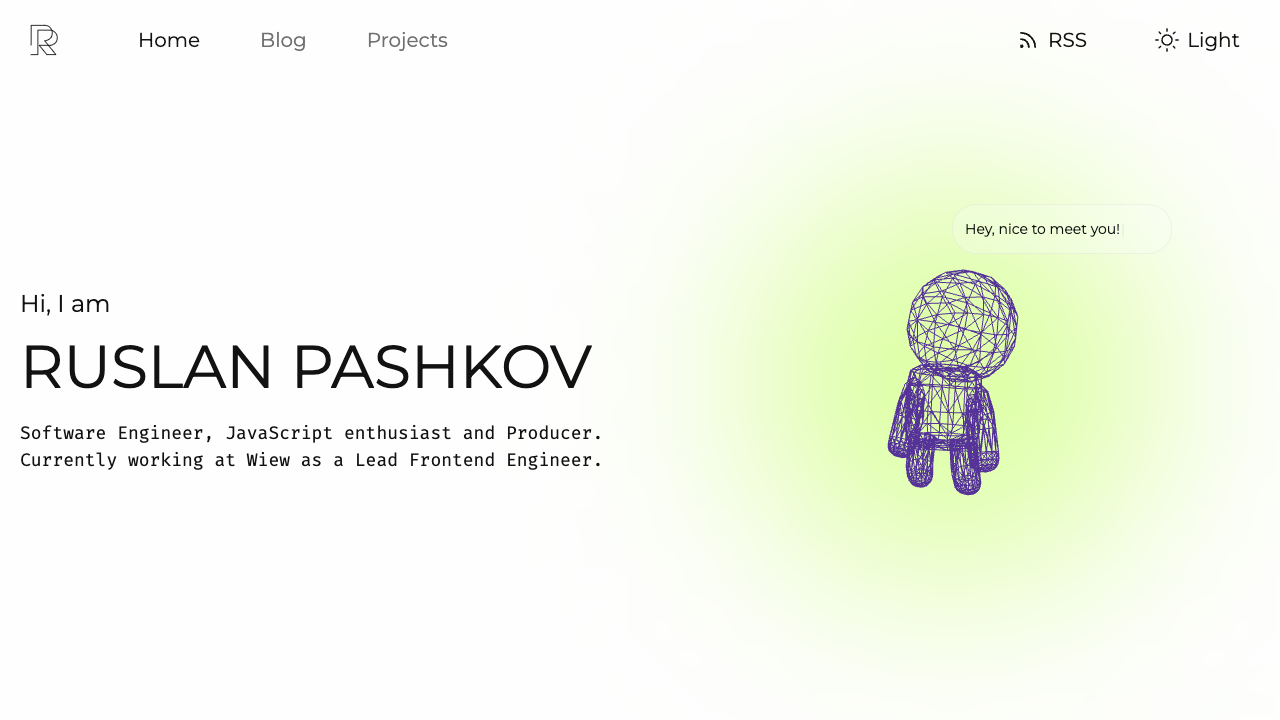 Home
Blog
Projects
RSS
Light
Hey, nice to meet you!
Hi, I am
RUSLAN PASHKOV
Software Engineer, JavaScript enthusiast and Producer.
Currently working at Wiew as a Lead Frontend Engineer.